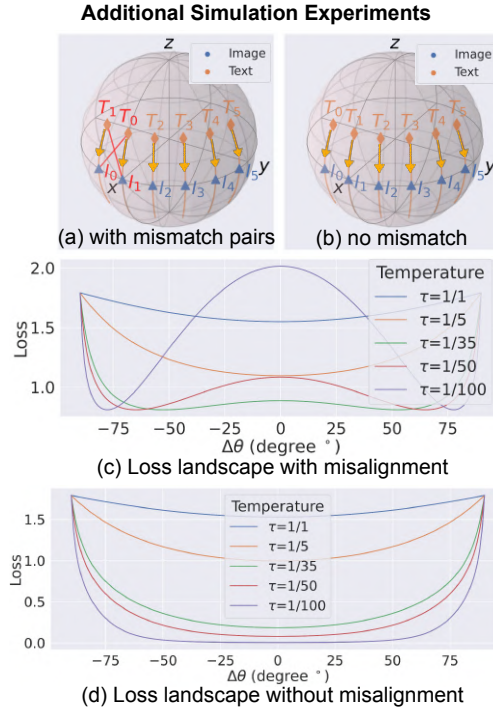 Additional Simulation Experiments
z
Image
Text
T₁
T₀
T₂
T₃
T₄
T₅
I₀
I₁
I₂
I₃
I₄
I₅
x
y
(a) with mismatch pairs
z
Image
Text
T₀
T₁
T₂
T₃
T₄
T₅
I₀
I₁
I₂
I₃
I₄
I₅
x
y
(b) no mismatch
2.0
1.5
1.0
Loss
Temperature
τ=1/1
τ=1/5
τ=1/35
τ=1/50
τ=1/100
−75 −50 −25 0 25 50 75
Δθ (degree °)
(c) Loss landscape with misalignment
1.5
1.0
0.5
0.0
Loss
Temperature
τ=1/1
τ=1/5
τ=1/35
τ=1/50
τ=1/100
−75 −50 −25 0 25 50 75
Δθ (degree °)
(d) Loss landscape without misalignment